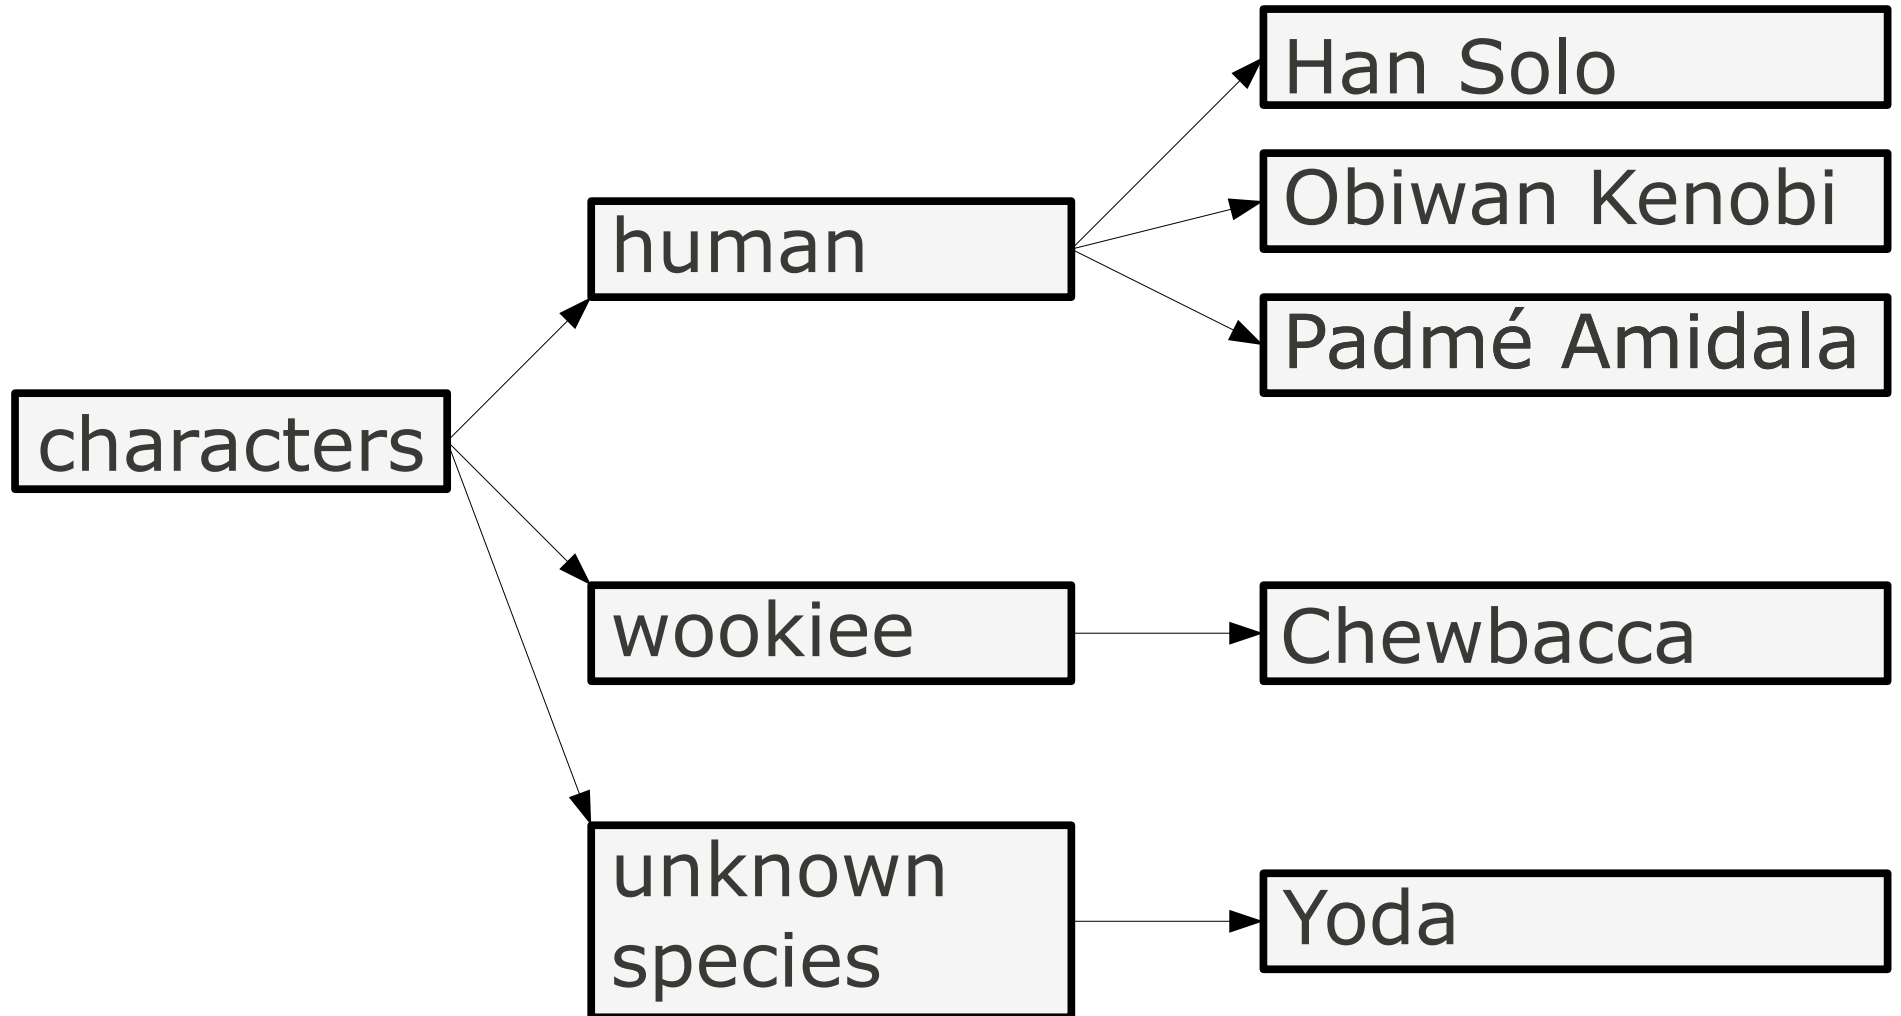 characters
human
Han Solo
Obiwan Kenobi
Padmé Amidala
wookiee
Chewbacca
unknown
species
Yoda